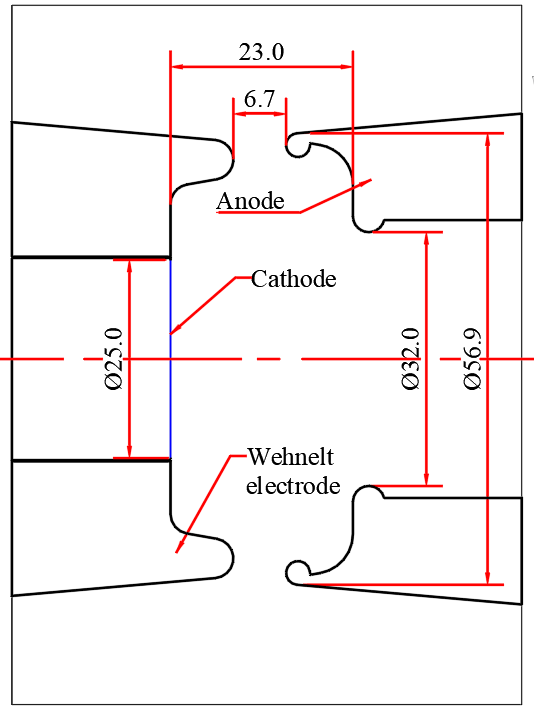 23.0
6.7
Anode
Cathode
Ø25.0
Ø32.0
Ø56.9
Wehnelt
electrode